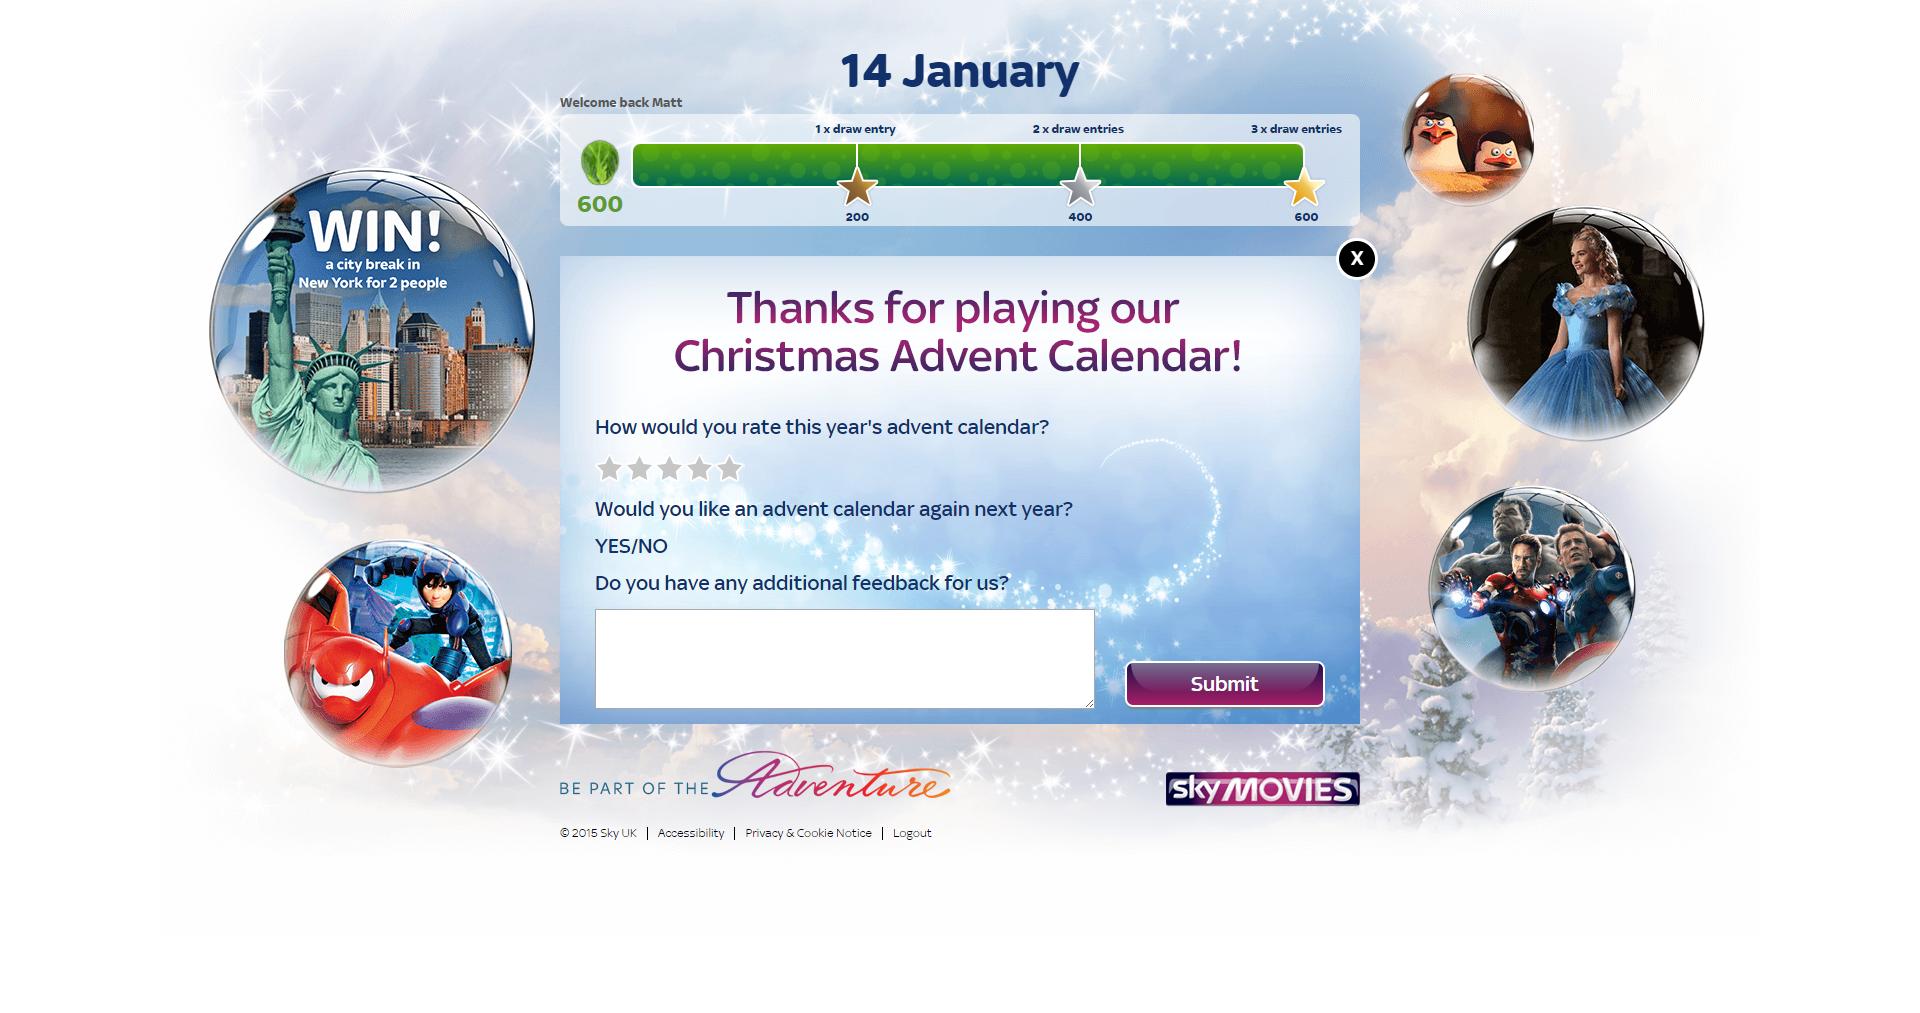 14 January
Welcome back Matt
1 x draw entry
2 x draw entries
3 x draw entries
600
200
400
600
WIN!
a city break in
New York for 2 people
X
Thanks for playing our
Christmas Advent Calendar!
How would you rate this year's advent calendar?
Would you like an advent calendar again next year?
YES/NO
Do you have any additional feedback for us?
Submit
BE PART OF THE Adventure
sky MOVIES
© 2015 Sky UK | Accessibility | Privacy & Cookie Notice | Logout